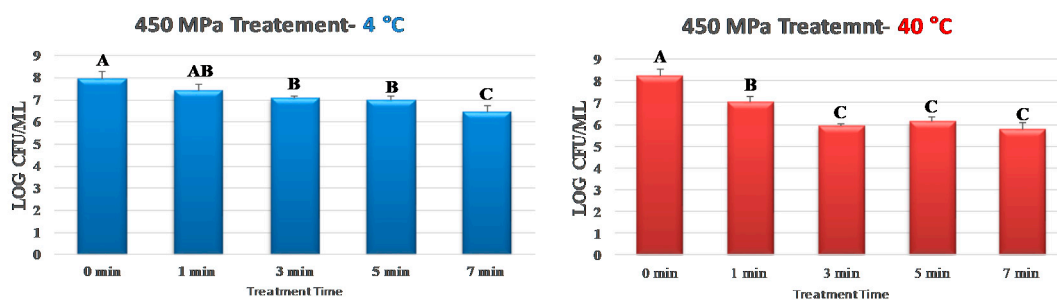 450 MPa Treatement- 4 °C
LOG CFU/ML
9
8
7
6
5
4
3
2
1
0
A
AB
B
B
C
0 min 1 min 3 min 5 min 7 min
Treatment Time
450 MPa Treatemnt- 40 °C
LOG CFU/ML
9
8
7
6
5
4
3
2
1
0
A
B
C
C
C
0 min 1 min 3 min 5 min 7 min
Treatment Time